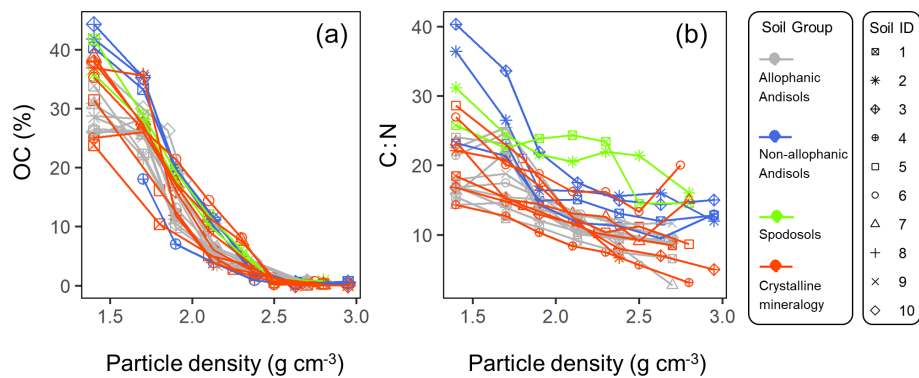 (a)
OC (%)
40
30
20
10
0
1.5 2.0 2.5 3.0
Particle density (g cm-3)
(b)
C:N
40
30
20
10
1.5 2.0 2.5 3.0
Particle density (g cm-3)
Soil Group
Allophanic
Andisols
Non-allophanic
Andisols
Spodosols
Crystalline
mineralogy
Soil ID
1
2
3
4
5
6
7
8
9
10